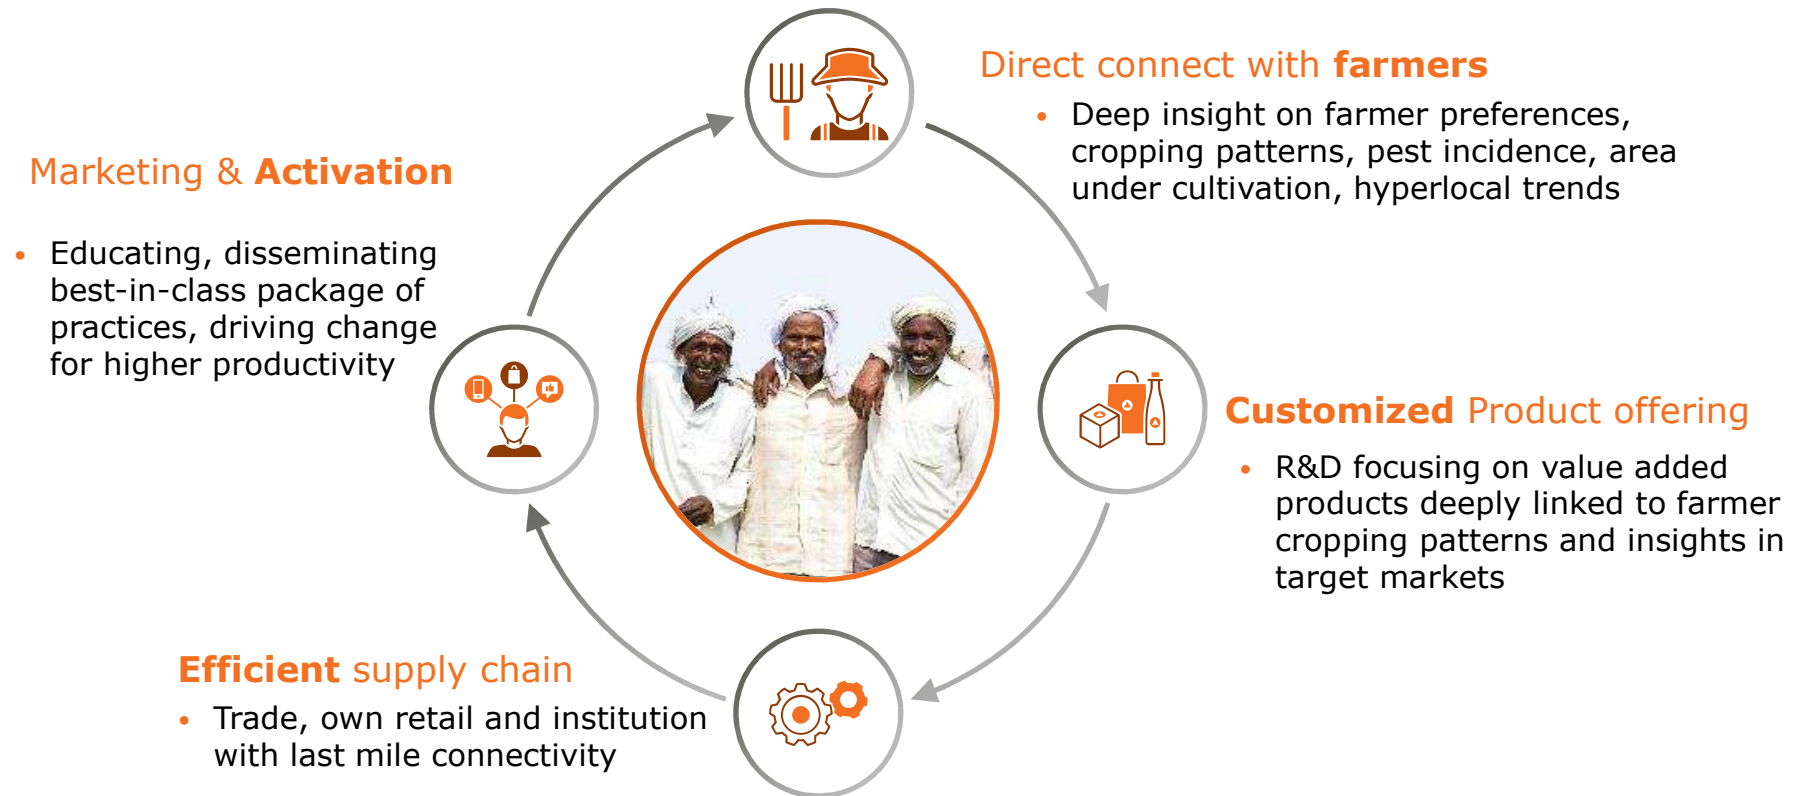 Direct connect with farmers
• Deep insight on farmer preferences,
cropping patterns, pest incidence, area
under cultivation, hyperlocal trends
Customized Product offering
• R&D focusing on value added
products deeply linked to farmer
cropping patterns and insights in
target markets
Efficient supply chain
• Trade, own retail and institution
with last mile connectivity
Marketing & Activation
• Educating, disseminating
best-in-class package of
practices, driving change
for higher productivity